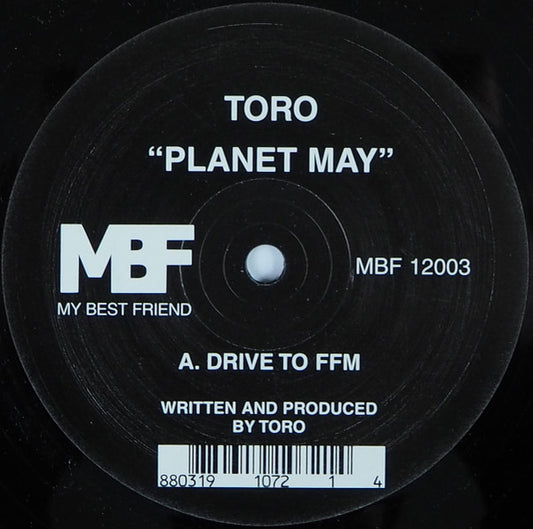 TORO
“PLANET MAY”
MBF
MY BEST FRIEND
MBF 12003
A. DRIVE TO FFM
WRITTEN AND PRODUCED
BY TORO
880319 1072 1 4